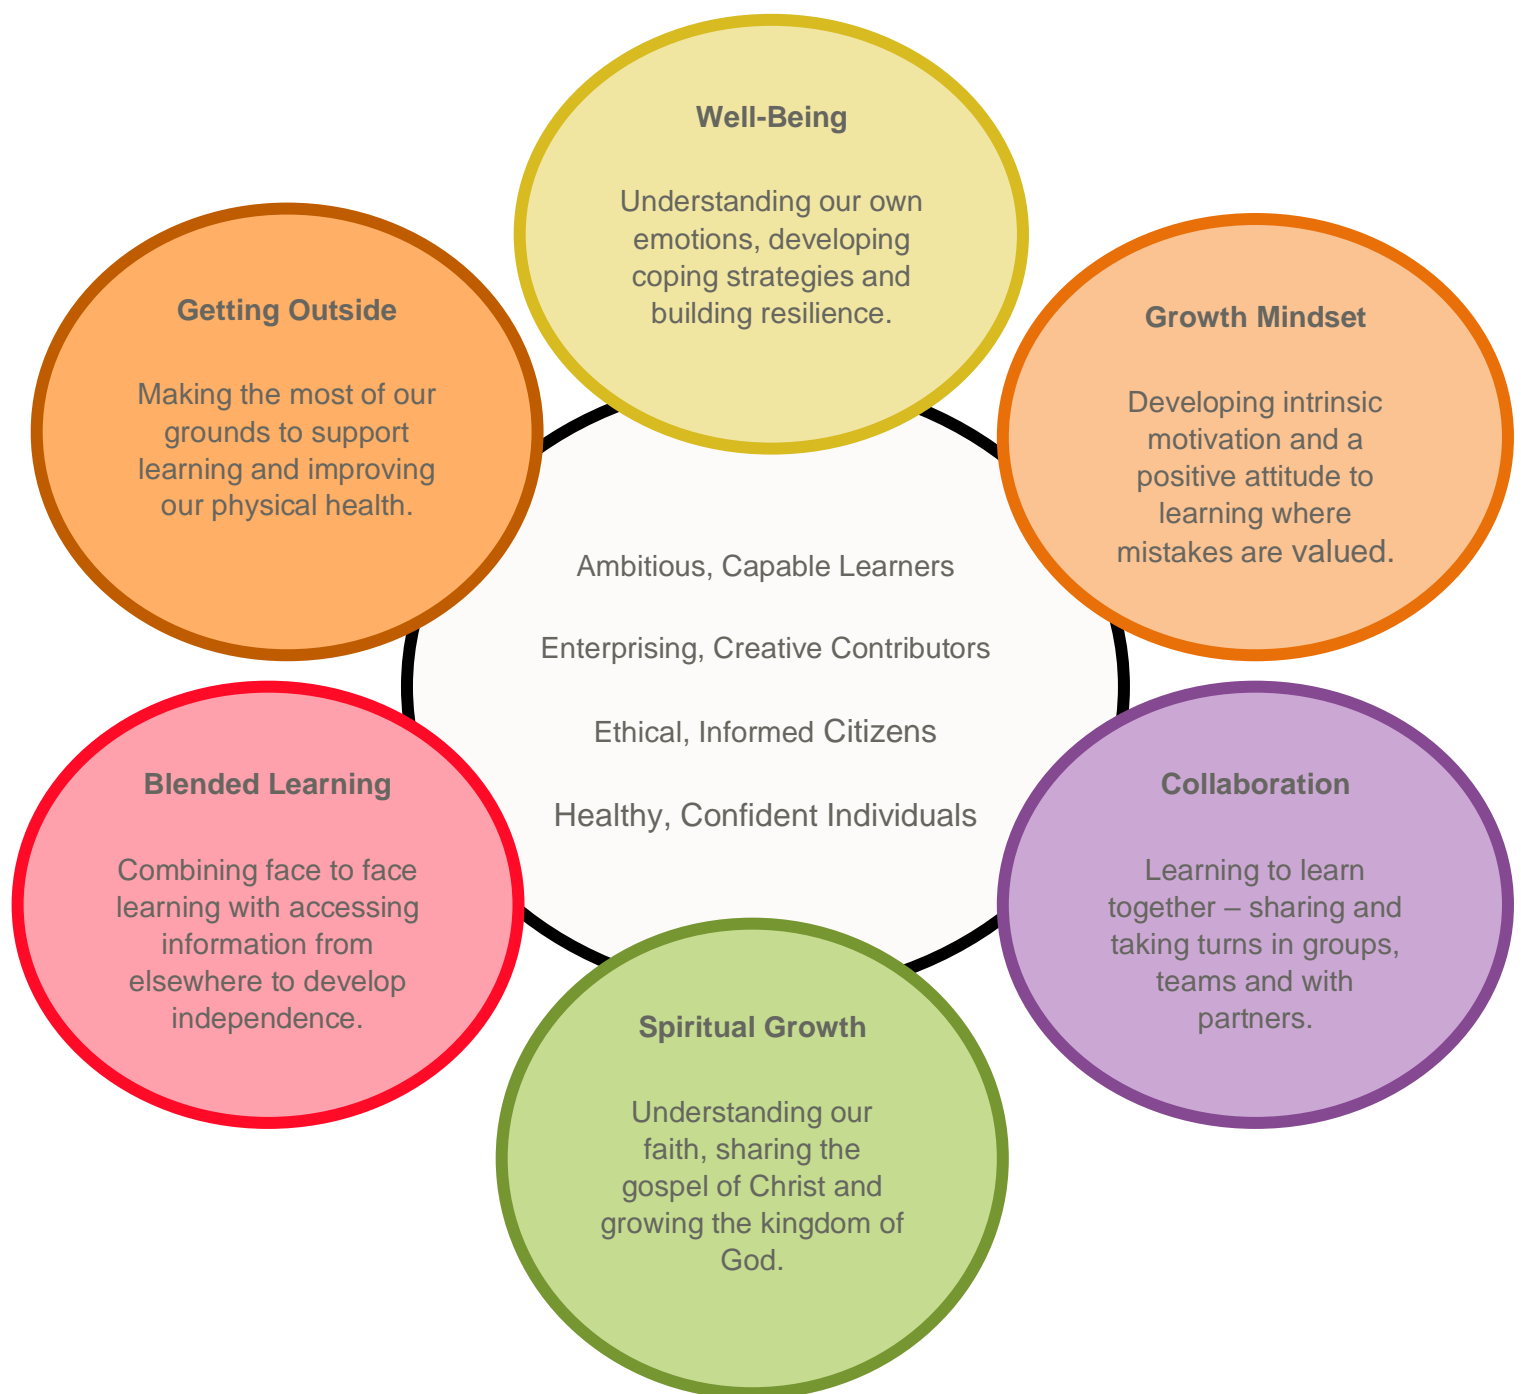 Well-Being
Understanding our own
emotions, developing
coping strategies and
building resilience.
Getting Outside
Making the most of our
grounds to support
learning and improving
our physical health.
Growth Mindset
Developing intrinsic
motivation and a
positive attitude to
learning where
mistakes are valued.
Ambitious, Capable Learners
Enterprising, Creative Contributors
Ethical, Informed Citizens
Healthy, Confident Individuals
Blended Learning
Combining face to face
learning with accessing
information from
elsewhere to develop
independence.
Collaboration
Learning to learn
together – sharing and
taking turns in groups,
teams and with
partners.
Spiritual Growth
Understanding our
faith, sharing the
gospel of Christ and
growing the kingdom of
God.